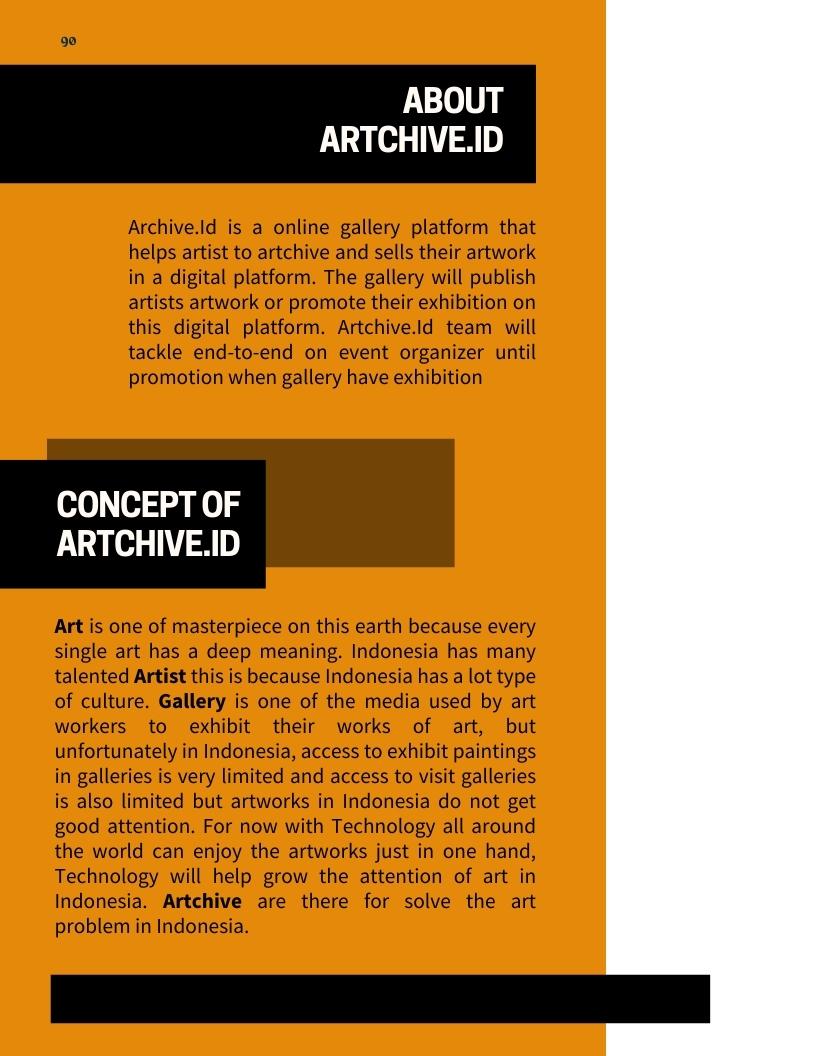 90
ABOUT
ARTCHIVE.ID
Archive.Id is a online gallery platform that
helps artist to artchive and sells their artwork
in a digital platform. The gallery will publish
artists artwork or promote their exhibition on
this digital platform. Artchive.Id team will
tackle end-to-end on event organizer until
promotion when gallery have exhibition
CONCEPT OF
ARTCHIVE.ID
Art is one of masterpiece on this earth because every
single art has a deep meaning. Indonesia has many
talented Artist this is because Indonesia has a lot type
of culture. Gallery is one of the media used by art
workers to exhibit their works of art, but
unfortunately in Indonesia, access to exhibit paintings
in galleries is very limited and access to visit galleries
is also limited but artworks in Indonesia do not get
good attention. For now with Technology all around
the world can enjoy the artworks just in one hand,
Technology will help grow the attention of art in
Indonesia. Artchive are there for solve the art
problem in Indonesia.